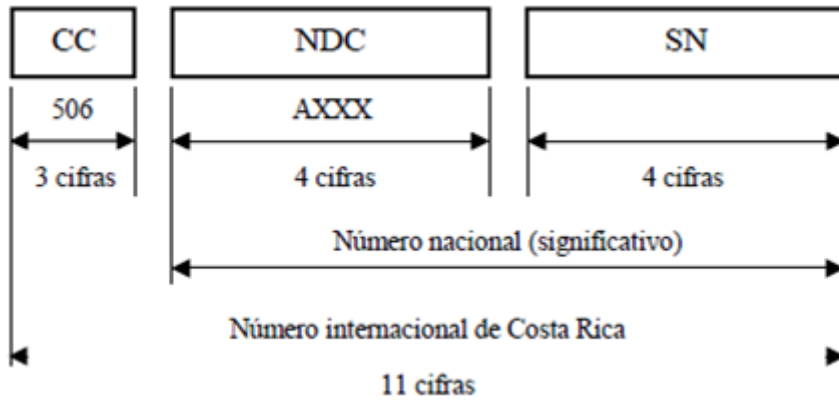 CC NDC SN
506 AXXX
3 cifras 4 cifras 4 cifras
Número nacional (significativo)
Número internacional de Costa Rica
11 cifras